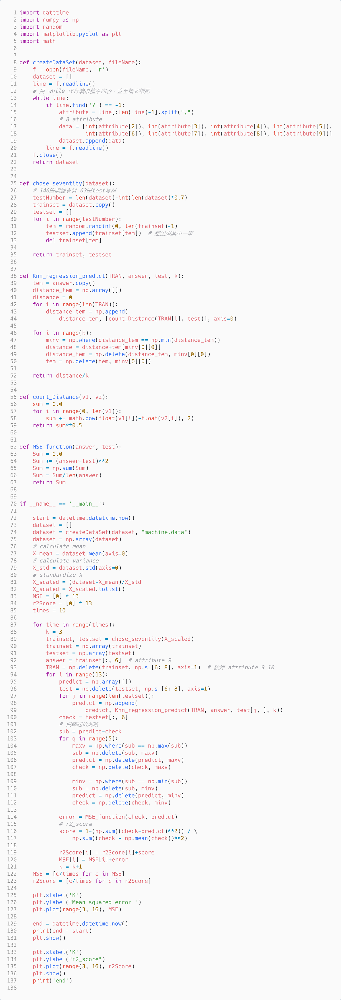 1 import datetime
2 import numpy as np
3 import random
4 import matplotlib.pyplot as plt
5 import math
6
7
8 def createDataSet(dataset, fileName):
9     f = open(fileName, 'r')
10     dataset = []
11     line = f.readline()
12     # 用 while 逐行讀取檔案內容，直至檔案結尾
13     while line:
14         if line.find('?') == -1:
15             attribute = line[:len(line)-1].split(",")
16             # 8 attribute
17             data = [int(attribute[2]), int(attribute[3]), int(attribute[4]), int(attribute[5]),
18                     int(attribute[6]), int(attribute[7]), int(attribute[8]), int(attribute[9])]
19             dataset.append(data)
20         line = f.readline()
21     f.close()
22     return dataset
23
24
25 def chose_seventity(dataset):
26     # 146筆訓練資料 63筆test資料
27     testNumber = len(dataset)-int(len(dataset)*0.7)
28     trainset = dataset.copy()
29     testset = []
30     for i in range(testNumber):
31         tem = random.randint(0, len(trainset)-1)
32         testset.append(trainset[tem])  # 選出來其中一筆
33         del trainset[tem]
34
35     return trainset, testset
36
37
38 def Knn_regression_predict(TRAN, answer, test, k):
39     tem = answer.copy()
40     distance_tem = np.array([])
41     distance = 0
42     for i in range(len(TRAN)):
43         distance_tem = np.append(
44             distance_tem, [count_Distance(TRAN[i], test)], axis=0)
45
46     for i in range(k):
47         minv = np.where(distance_tem == np.min(distance_tem))
48         distance = distance+tem[minv[0][0]]
49         distance_tem = np.delete(distance_tem, minv[0][0])
50         tem = np.delete(tem, minv[0][0])
51
52     return distance/k
53
54
55 def count_Distance(v1, v2):
56     sum = 0.0
57     for i in range(0, len(v1)):
58         sum += math.pow(float(v1[i])-float(v2[i]), 2)
59     return sum**0.5
60
61
62 def MSE_function(answer, test):
63     Sum = 0.0
64     Sum += (answer-test)**2
65     Sum = np.sum(Sum)
66     Sum = Sum/len(answer)
67     return Sum
68
69
70 if __name__ == '__main__':
71
72     start = datetime.datetime.now()
73     dataset = []
74     dataset = createDataSet(dataset, "machine.data")
75     dataset = np.array(dataset)
76     # calculate mean
77     X_mean = dataset.mean(axis=0)
78     # calculate variance
79     X_std = dataset.std(axis=0)
80     # standardize X
81     X_scaled = (dataset-X_mean)/X_std
82     X_scaled = X_scaled.tolist()
83     MSE = [0] * 13
84     r2Score = [0] * 13
85     times = 10
86
87     for time in range(times):
88         k = 3
89         trainset, testset = chose_seventity(X_scaled)
90         trainset = np.array(trainset)
91         testset = np.array(testset)
92         answer = trainset[:, 6]  # attribute 9
93         TRAN = np.delete(trainset, np.s_[6: 8], axis=1)  # 砍掉 attribute 9 10
94         for i in range(13):
95             predict = np.array([])
96             test = np.delete(testset, np.s_[6: 8], axis=1)
97             for j in range(len(testset)):
98                 predict = np.append(
99                     predict, Knn_regression_predict(TRAN, answer, test[j, ], k))
100             check = testset[:, 6]
101             # 把極端值忽略
102             sub = predict-check
103             for q in range(5):
104                 maxv = np.where(sub == np.max(sub))
105                 sub = np.delete(sub, maxv)
106                 predict = np.delete(predict, maxv)
107                 check = np.delete(check, maxv)
108
109                 minv = np.where(sub == np.min(sub))
110                 sub = np.delete(sub, minv)
111                 predict = np.delete(predict, minv)
112                 check = np.delete(check, minv)
113
114             error = MSE_function(check, predict)
115             # r2_score
116             score = 1-(np.sum((check-predict)**2)) / \
117                 np.sum((check - np.mean(check))**2)
118
119             r2Score[i] = r2Score[i]+score
120             MSE[i] = MSE[i]+error
121             k = k+1
122     MSE = [c/times for c in MSE]
123     r2Score = [c/times for c in r2Score]
124
125     plt.xlabel('K')
126     plt.ylabel("Mean squared error ")
127     plt.plot(range(3, 16), MSE)
128
129     end = datetime.datetime.now()
130     print(end - start)
131     plt.show()
132
133     plt.xlabel('K')
134     plt.ylabel("r2_score")
135     plt.plot(range(3, 16), r2Score)
136     plt.show()
137     print('end')
138